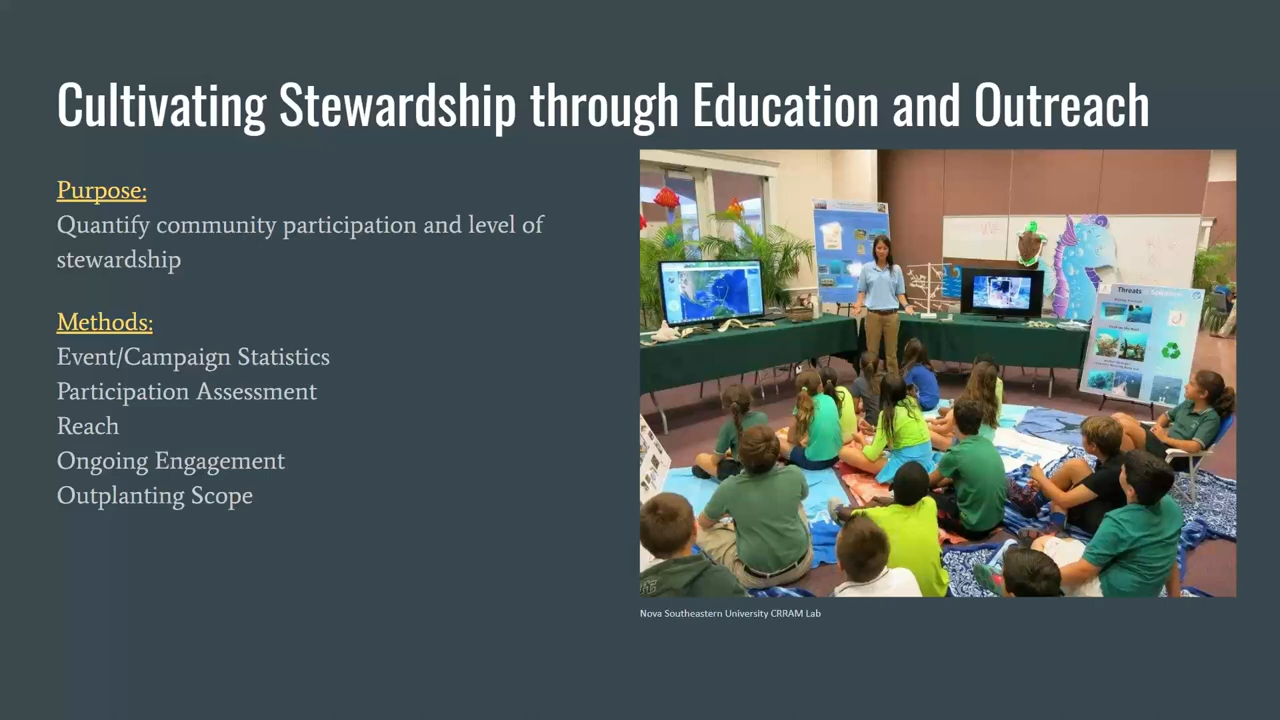 Cultivating Stewardship through Education and Outreach
Purpose:
Quantify community participation and level of
stewardship
Methods:
Event/Campaign Statistics
Participation Assessment
Reach
Ongoing Engagement
Outplanting Scope
Threats
Nova Southeastern University CRRAM Lab